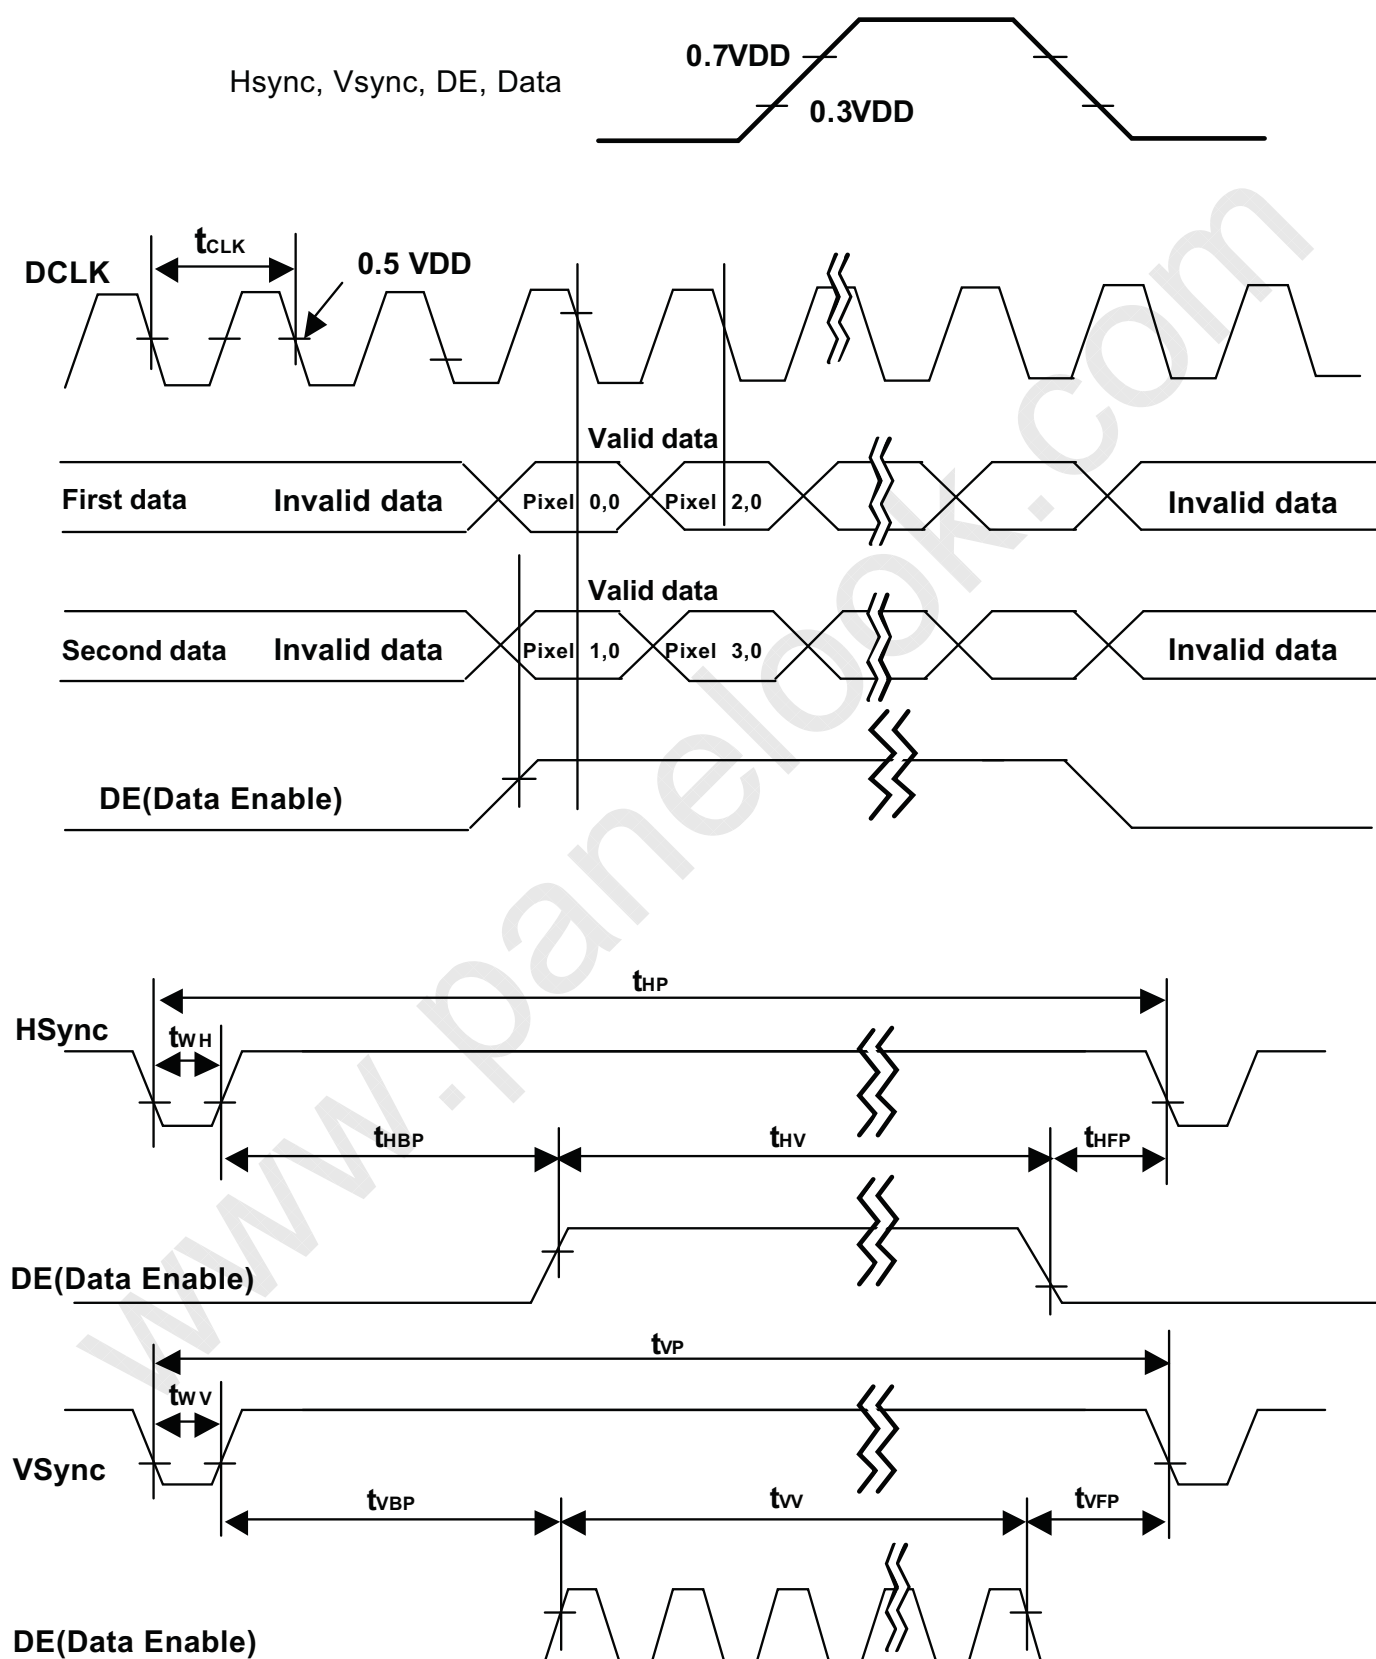 0.7VDD
Hsync, Vsync, DE, Data
0.3VDD
tCLK
DCLK
0.5 VDD
Valid data
First data Invalid data Pixel 0,0 Pixel 2,0 Invalid data
Valid data
Second data Invalid data Pixel 1,0 Pixel 3,0 Invalid data
DE(Data Enable)
tHP
HSync
tWH
tHBP tHV tHFP
DE(Data Enable)
tVP
tWV
VSync
tVBP tVV tVFP
DE(Data Enable)
www.panelook.com